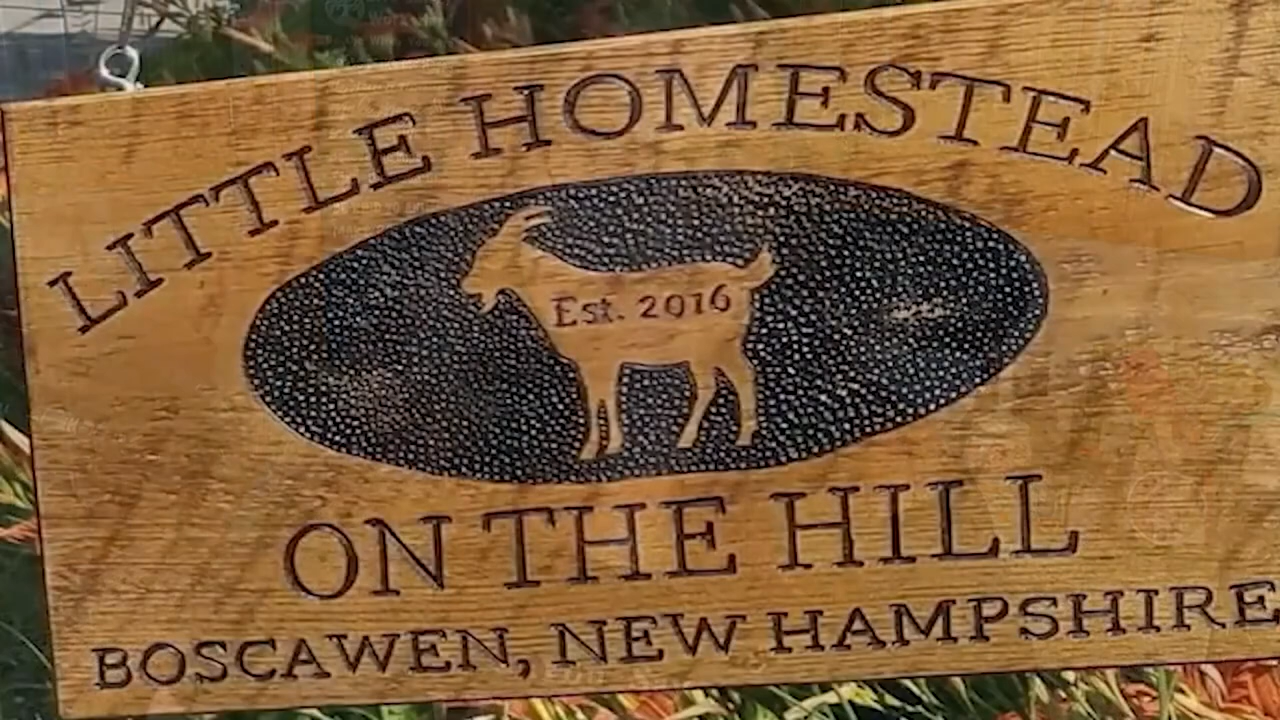 LITTLE HOMESTEAD
Est. 2016
ON THE HILL
BOSCAWEN, NEW HAMPSHIRE